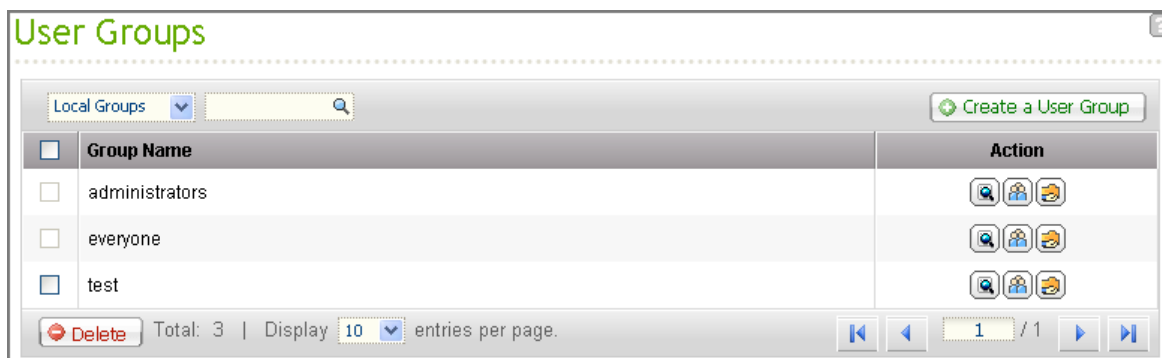 User Groups
Local Groups
Create a User Group
Group Name Action
administrators
everyone
test
Delete Total: 3 | Display 10 entries per page. 1 / 1